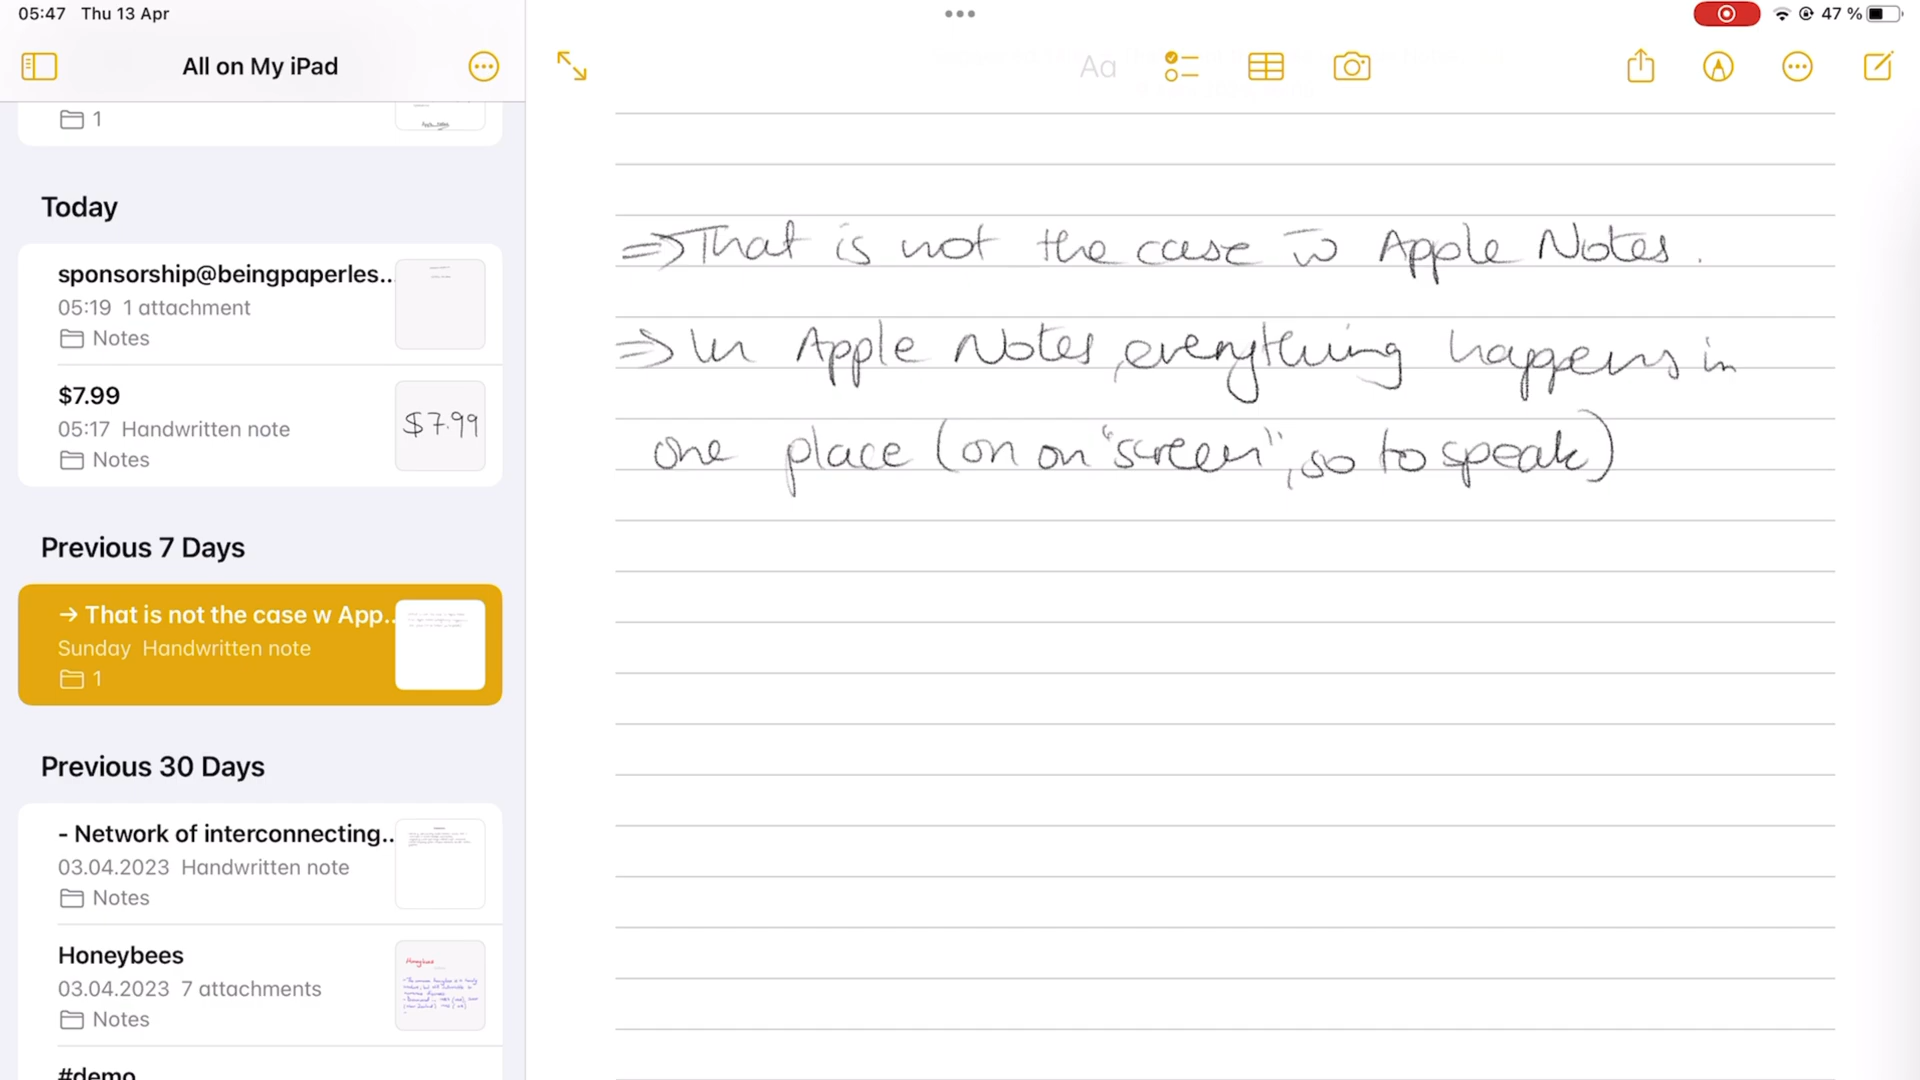 05:47 Thu 13 Apr
47 %
All on My iPad
Aa
1
Apple Notes
Today
sponsorship@beingpaperles...
05:19 1 attachment
Notes
$7.99
05:17 Handwritten note
Notes
$7.99
Previous 7 Days
→ That is not the case w App...
Sunday Handwritten note
1
Previous 30 Days
- Network of interconnecting...
03.04.2023 Handwritten note
Notes
Honeybees
03.04.2023 7 attachments
Notes
Honeybees
#demo
⇒ That is not the case w̄ Apple Notes.
⇒ In Apple Notes, everything happens in
one place (on on "screen", so to speak)